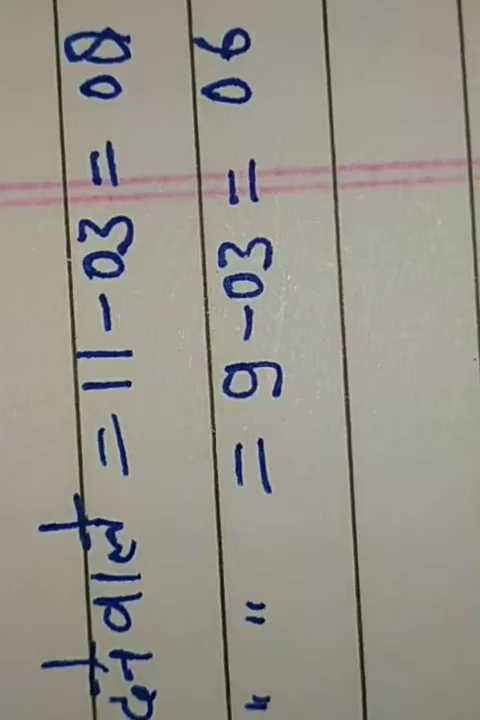 = 11 - 03 = 08
" " = 9 - 03 = 06